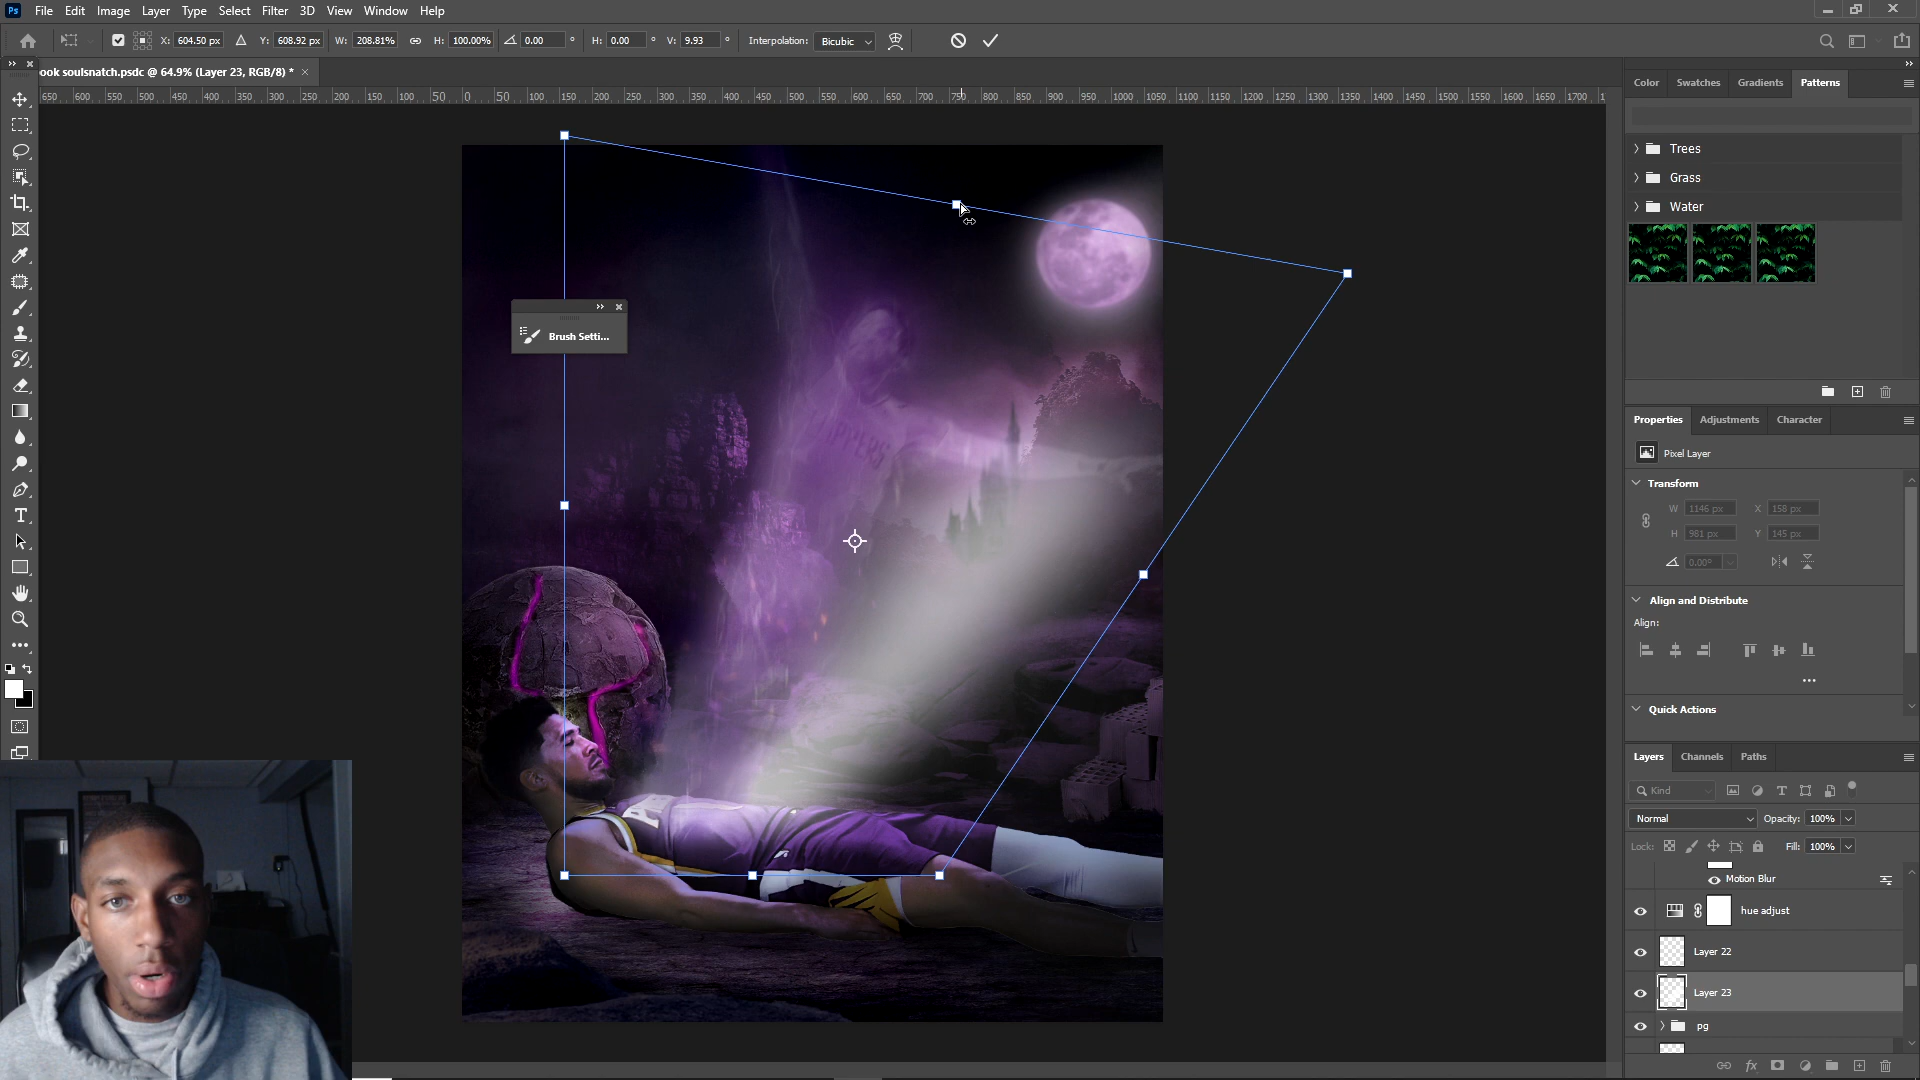 Ps File Edit Image Layer Type Select Filter 3D View Window Help
X: 604.50 px Y: 608.92 px W: 208.81% H: 100.00% 0.00 ° H: 0.00 ° V: 9.93 ° Interpolation: Bicubic
ook soulsnatch.psdc @ 64.9% (Layer 23, RGB/8) * ×
650 600 550 500 450 400 350 300 250 200 150 100 50 0 50 100 150 200 250 300 350 400 450 500 550 600 650 700 750 800 850 900 950 1000 1050 1100 1150 1200 1250 1300 1350 1400 1450 1500 1550 1600 1650 1700
Color Swatches Gradients Patterns
Trees
Grass
Water
Brush Setti...
Properties Adjustments Character
Pixel Layer
Transform
W 1146 px X 158 px
H 981 px Y 145 px
0.00°
Align and Distribute
Align:
Quick Actions
Layers Channels Paths
Kind
Normal Opacity: 100%
Lock: Fill: 100%
Motion Blur
hue adjust
Layer 22
Layer 23
pg
fx